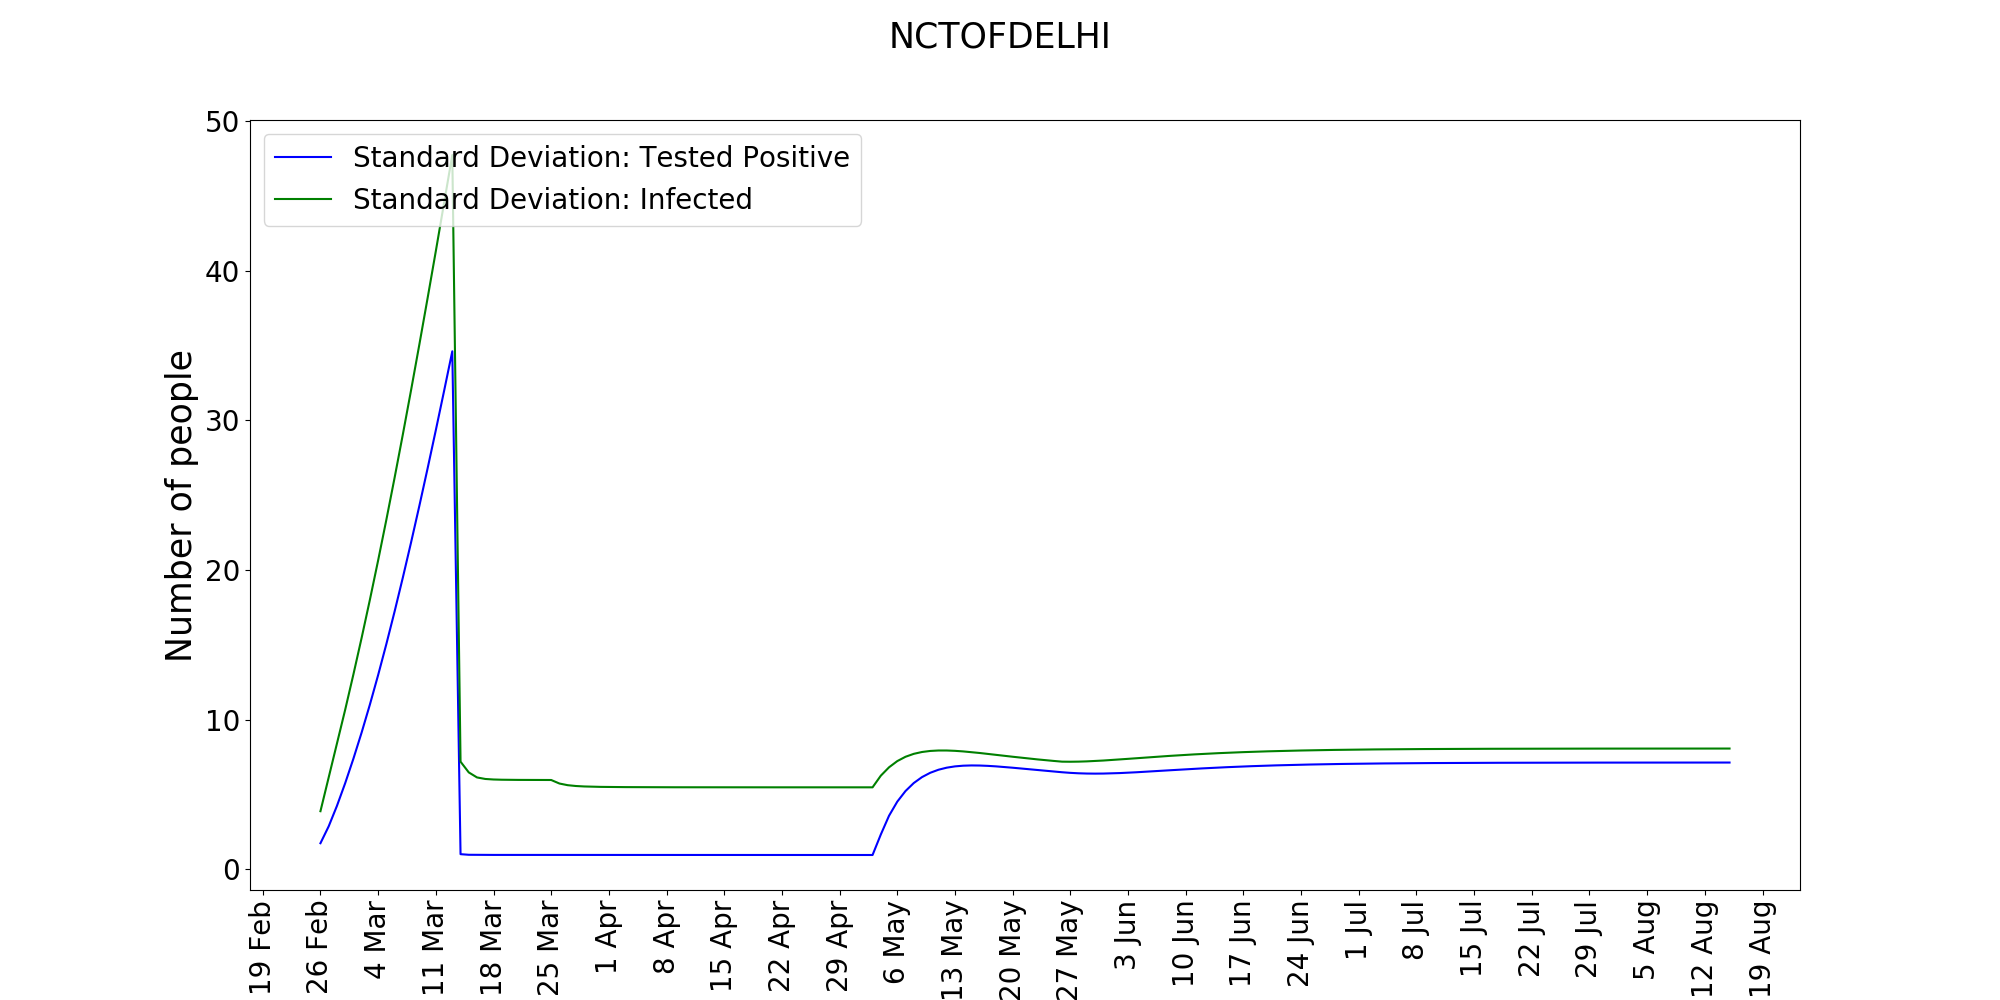 NCTOFDELHI
50
Standard Deviation: Tested Positive
Standard Deviation: Infected
40
30
20
10
0
Number of people
19 Feb
26 Feb
4 Mar
11 Mar
18 Mar
25 Mar
1 Apr
8 Apr
15 Apr
22 Apr
29 Apr
6 May
13 May
20 May
27 May
3 Jun
10 Jun
17 Jun
24 Jun
1 Jul
8 Jul
15 Jul
22 Jul
29 Jul
5 Aug
12 Aug
19 Aug